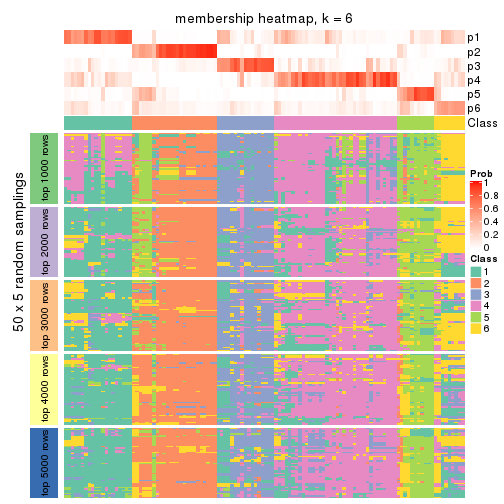 membership heatmap, k = 6
p1
p2
p3
p4
p5
p6
Class
50 x 5 random samplings
top 1000 rows
top 2000 rows
top 3000 rows
top 4000 rows
top 5000 rows
Prob
1
0.8
0.6
0.4
0.2
0
Class
1
2
3
4
5
6